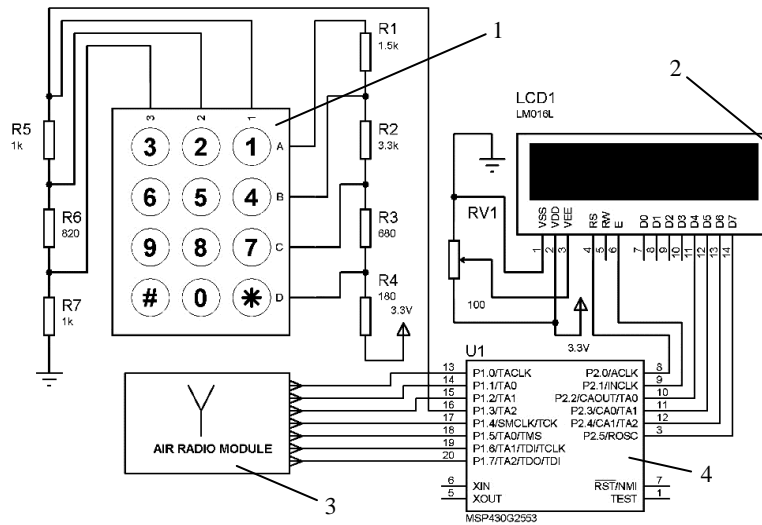 1
2
R1
1.5k
R2
3.3k
R3
680
R4
180
3.3V
R5
1k
R6
820
R7
1k
3 2 1
3 2 1 A
6 5 4 B
9 8 7 C
# 0 * D
LCD1
LM016L
VSS VDD VEE RS RW E D0 D1 D2 D3 D4 D5 D6 D7
1 2 3 4 5 6 7 8 9 10 11 12 13 14
RV1
100
3.3V
AIR RADIO MODULE
3
U1
13 P1.0/TACLK P2.0/ACLK 8
14 P1.1/TA0 P2.1/INCLK 9
15 P1.2/TA1 P2.2/CAOUT/TA0 10
16 P1.3/TA2 P2.3/CA0/TA1 11
17 P1.4/SMCLK/TCK P2.4/CA1/TA2 12
18 P1.5/TA0/TMS P2.5/ROSC 3
19 P1.6/TA1/TDI/TCLK
20 P1.7/TA2/TDO/TDI
6 XIN RST/NMI 7
5 XOUT TEST 1
MSP430G2553
4